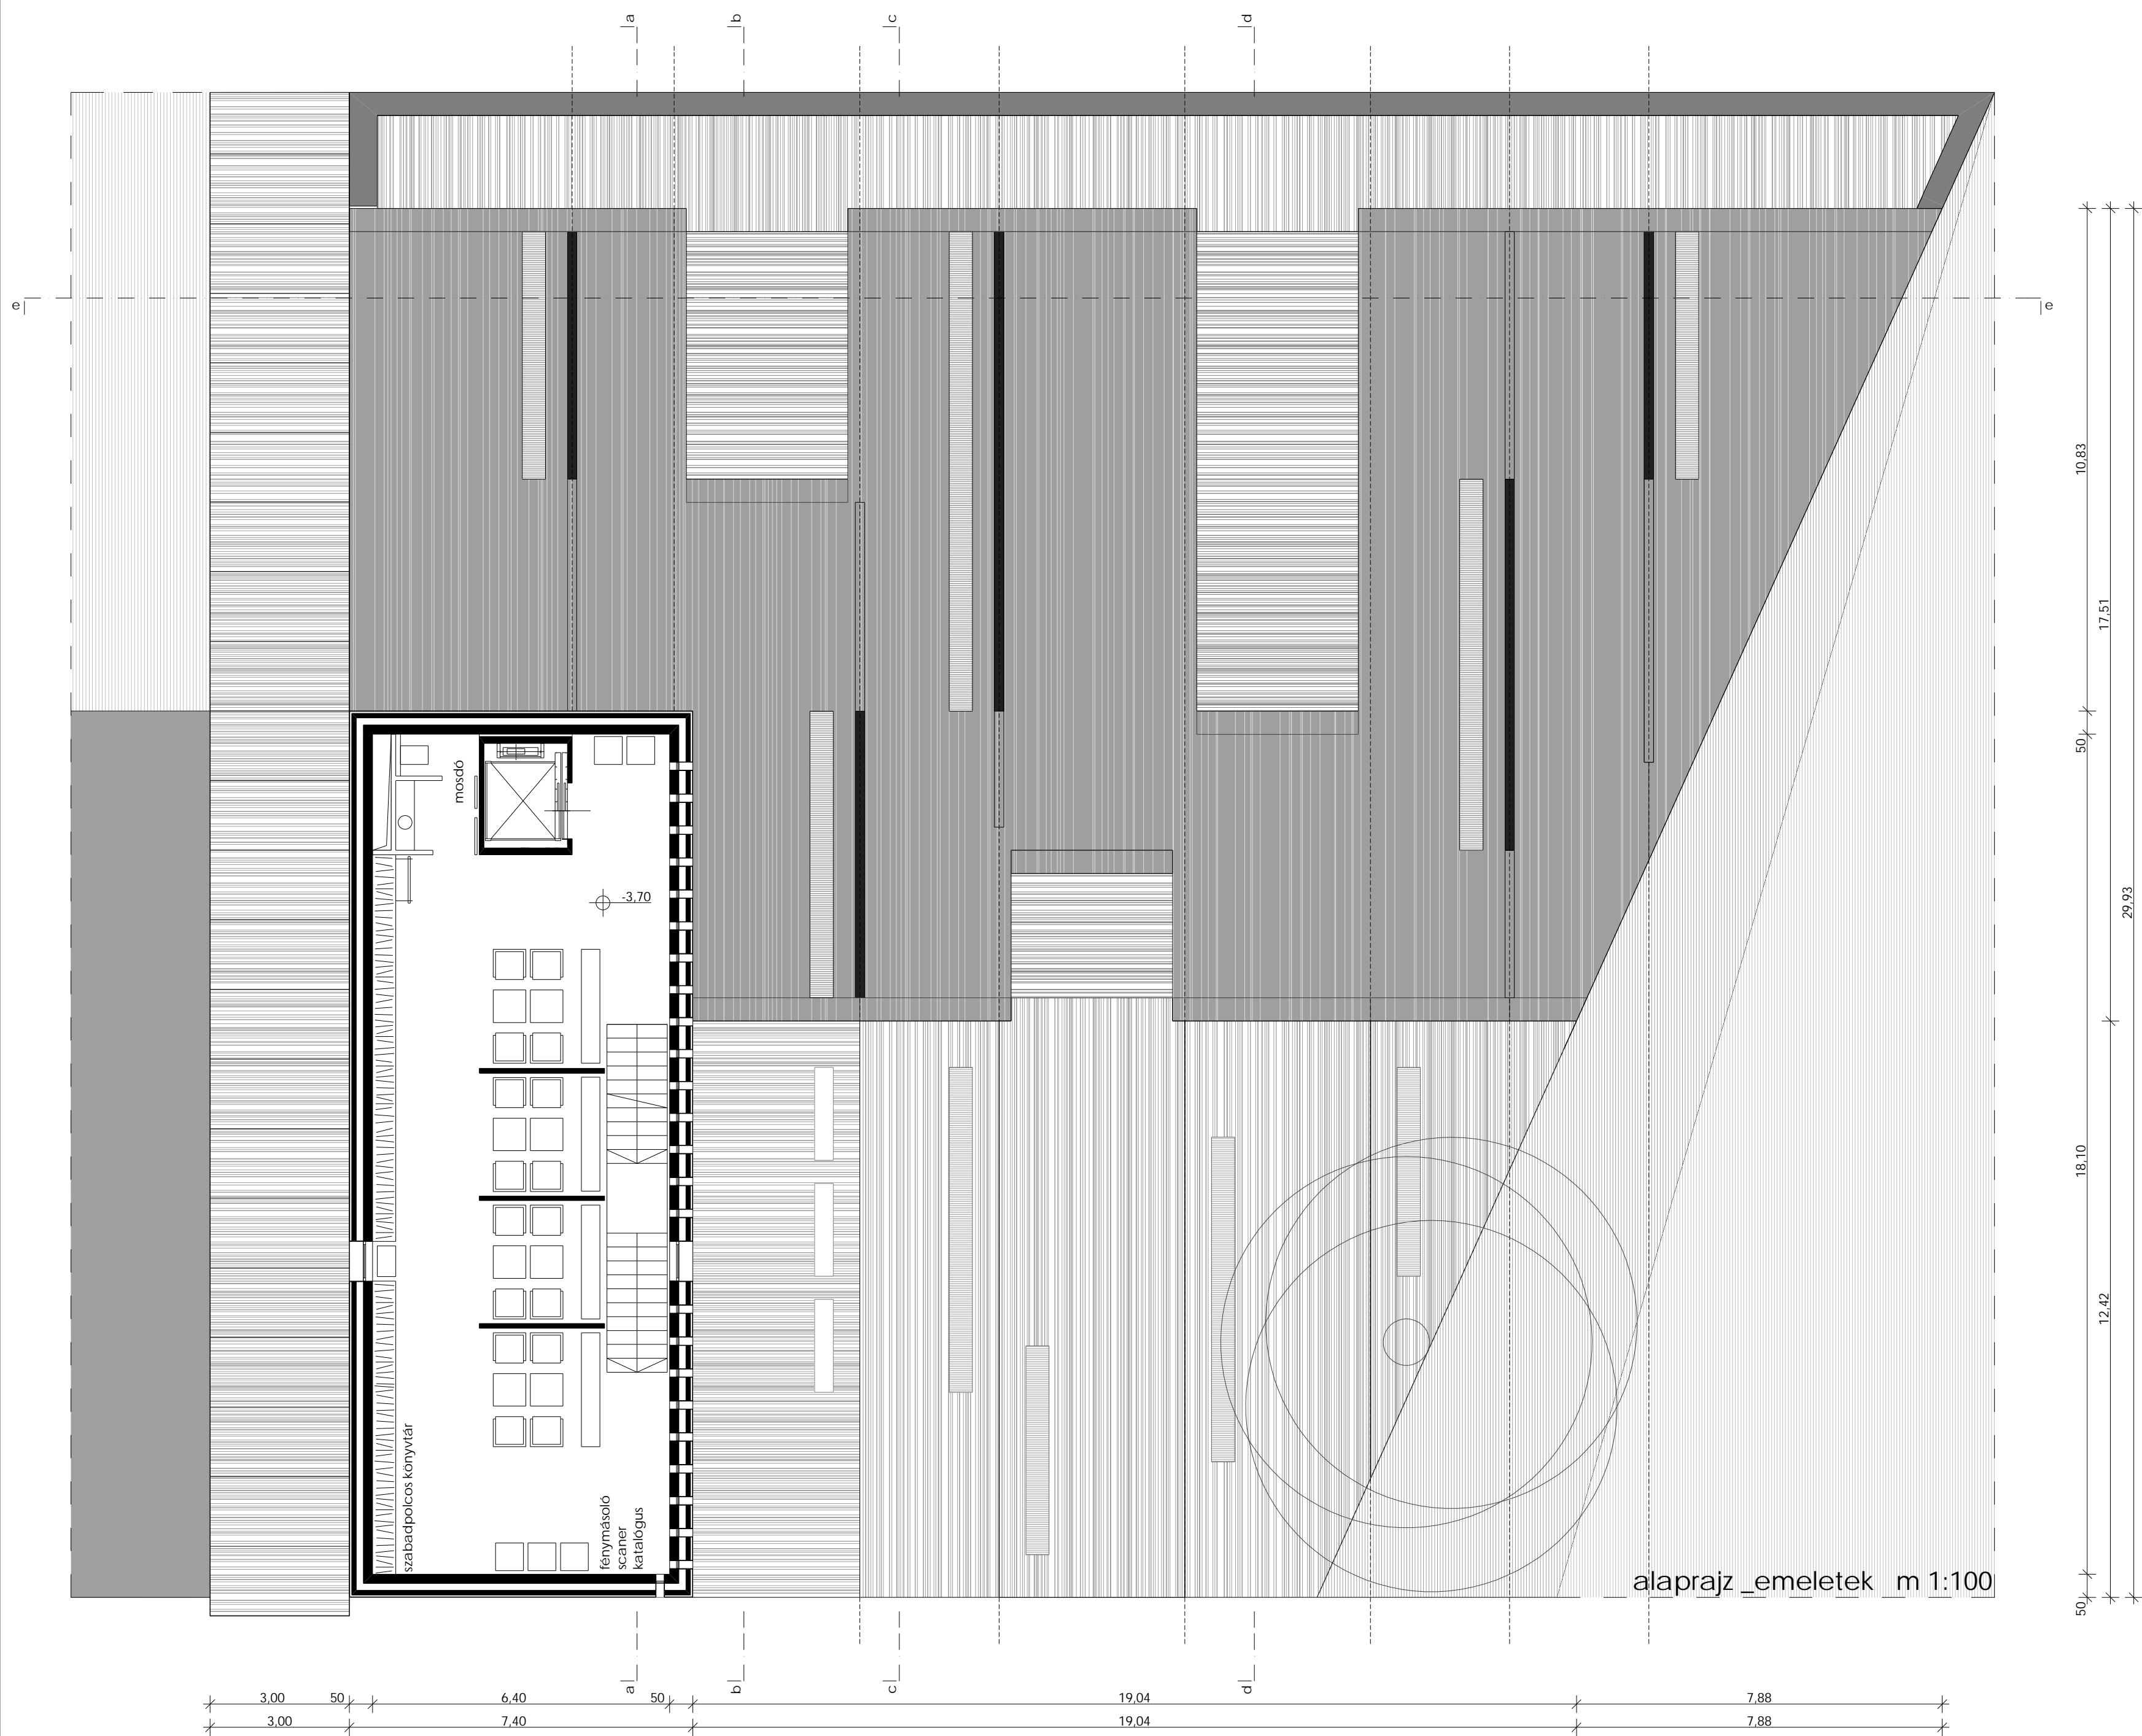 a
b
c
d
e
e
10,83
17,51
50
mosdó
-3,70
29,93
18,10
12,42
szabadpolcos könyvtár
fénymásoló
scaner
katalógus
alaprajz _emeletek m 1:100
50
a
b
c
d
3,00
50
6,40
50
19,04
7,88
3,00
7,40
19,04
7,88